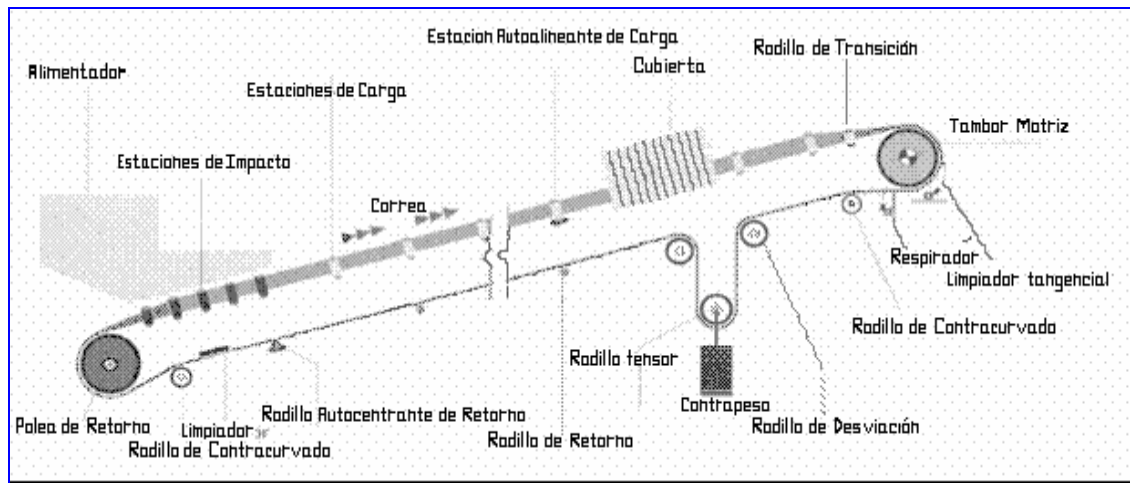 Estacion Autoalineante de Carga
Rodillo de Transición
Alimentador
Cubierta
Estaciones de Carga
Tambor Motriz
Estaciones de Impacto
Correa
Respirador
Limpiador tangencial
Rodillo de Contracurvado
Rodillo tensor
Contrapeso
Polea de Retorno
Limpiador
Rodillo Autocentrante de Retorno
Rodillo de Retorno
Rodillo de Desviación
Rodillo de Contracurvado